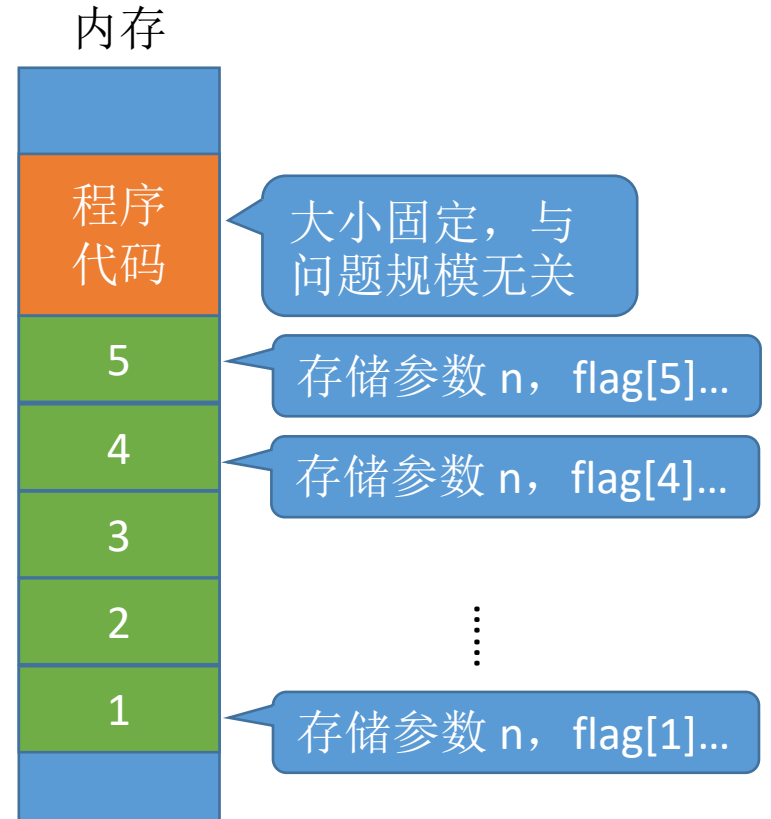 内存
程序
代码
大小固定，与
问题规模无关
5
存储参数 n，flag[5]…
4
存储参数 n，flag[4]…
3
2
……
1
存储参数 n，flag[1]…